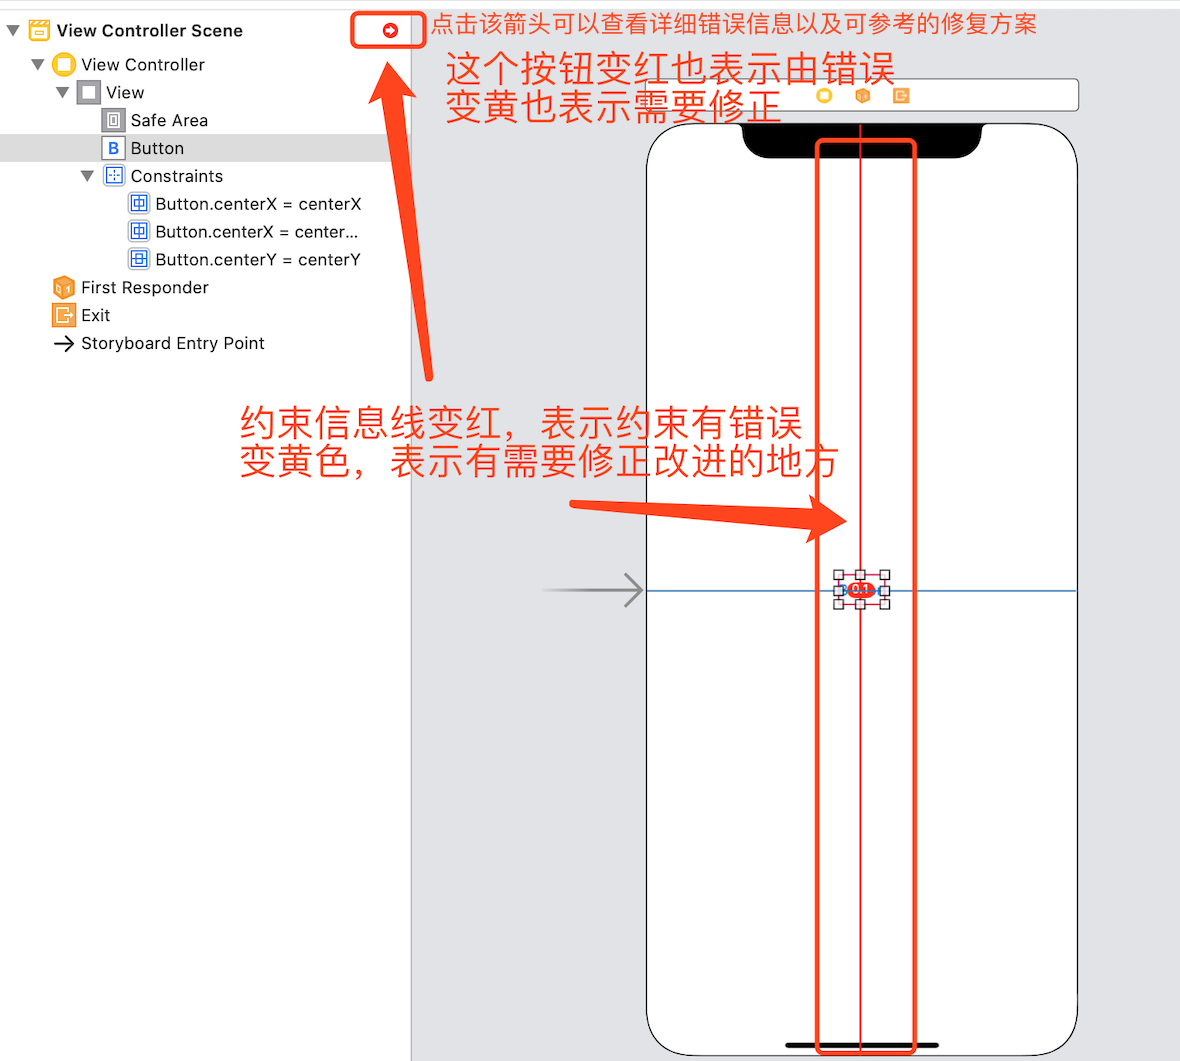 View Controller Scene
点击该箭头可以查看详细错误信息以及可参考的修复方案
这个按钮变红也表示由错误
变黄也表示需要修正
View Controller
View
Safe Area
B Button
Constraints
Button.centerX = centerX
Button.centerX = center...
Button.centerY = centerY
First Responder
Exit
Storyboard Entry Point
约束信息线变红，表示约束有错误
变黄色，表示有需要修正改进的地方